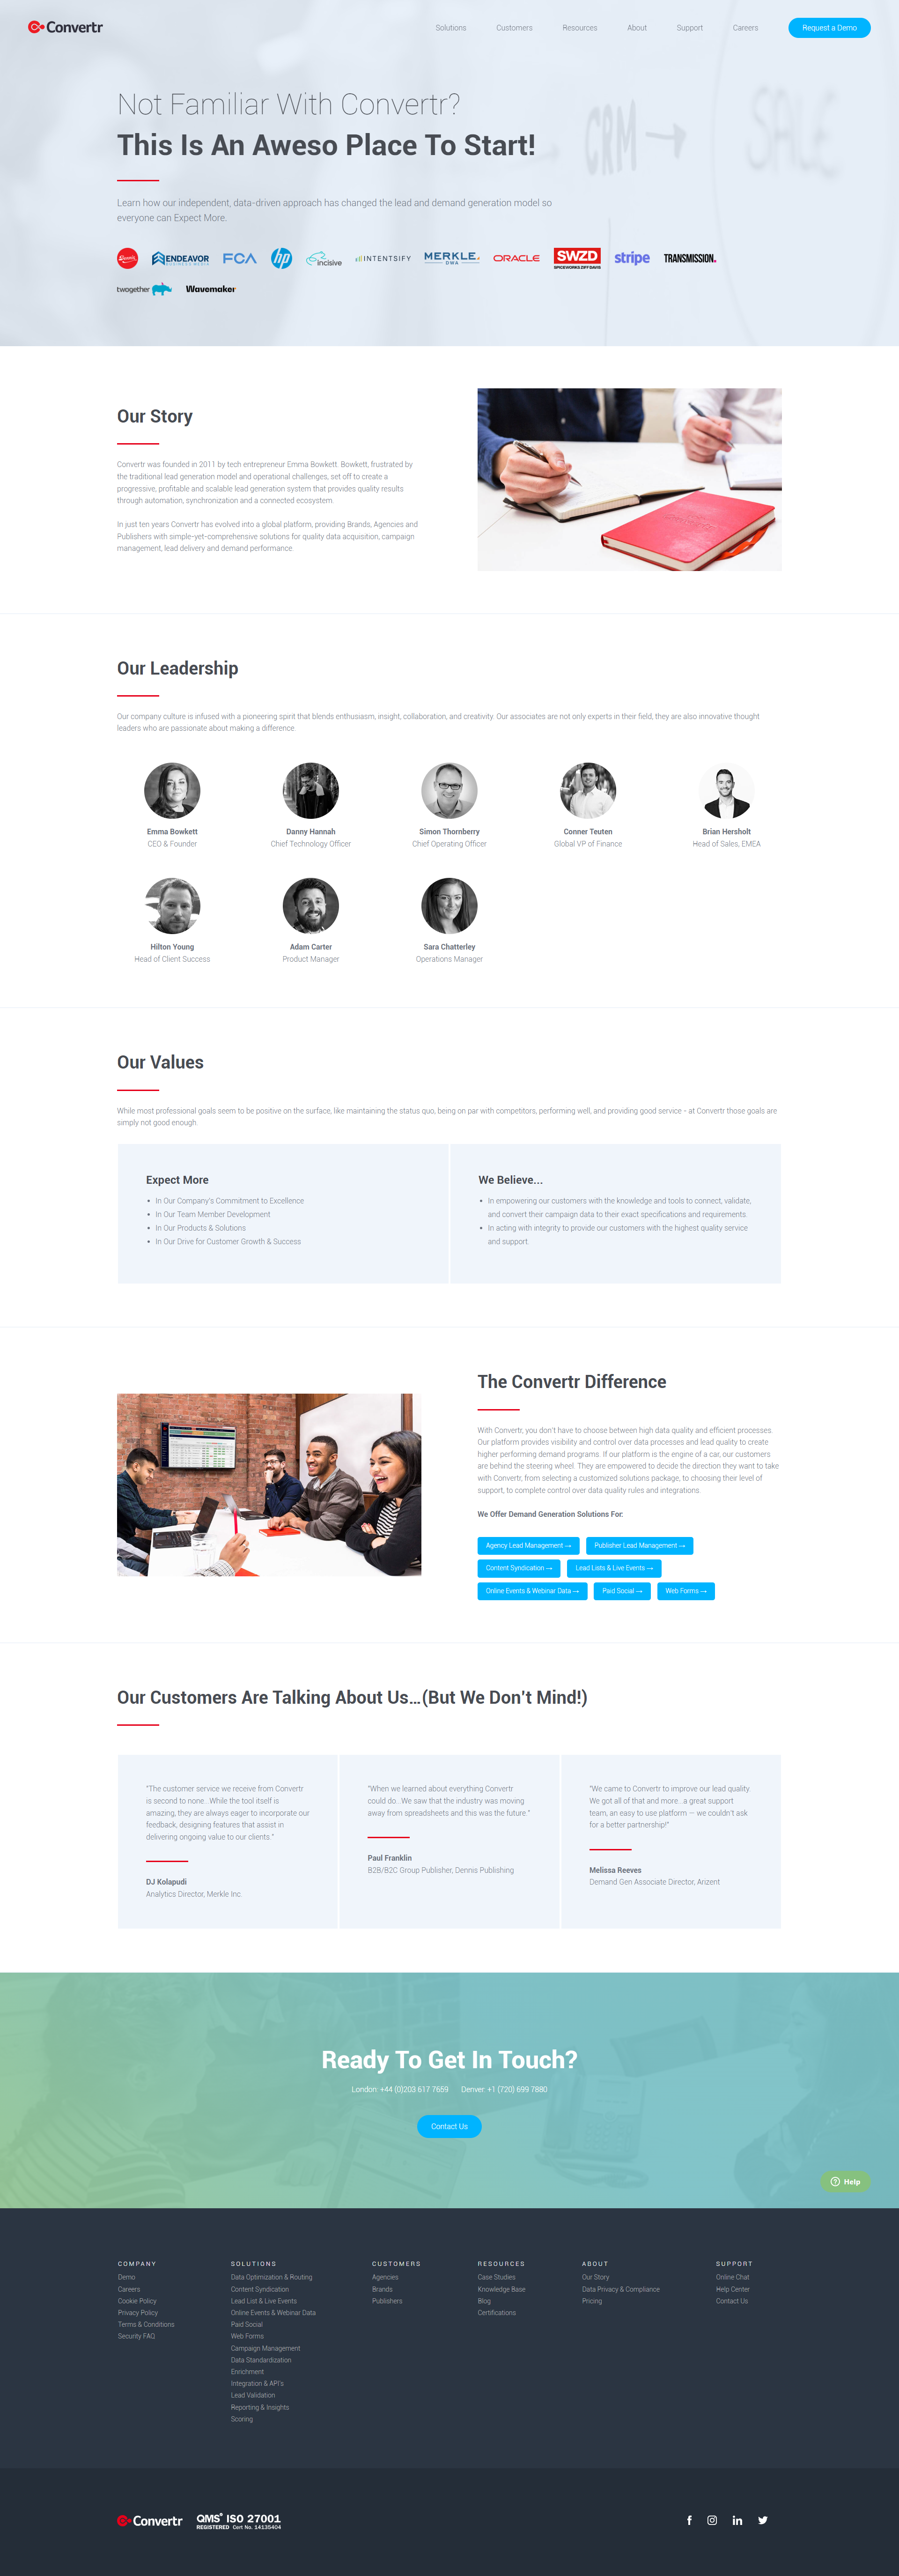 Convertr
Solutions
Customers
Resources
About
Support
Careers
Request a Demo
Not Familiar With Convertr?
This Is An Aweso Place To Start!
CRM
SALE
Learn how our independent, data-driven approach has changed the lead and demand generation model so
everyone can Expect More.
Dennis
ENDEAVOR
BUSINESS MEDIA
FCA
hp
incisive
INTENTSIFY
MERKLE
DWA
ORACLE
SWZD
SPICEWORKS ZIFF DAVIS
stripe
TRANSMISSION.
twogether
Wavemaker
Our Story
Convertr was founded in 2011 by tech entrepreneur Emma Bowkett. Bowkett, frustrated by
the traditional lead generation model and operational challenges, set off to create a
progressive, profitable and scalable lead generation system that provides quality results
through automation, synchronization and a connected ecosystem.
In just ten years Convertr has evolved into a global platform, providing Brands, Agencies and
Publishers with simple-yet-comprehensive solutions for quality data acquisition, campaign
management, lead delivery and demand performance.
Our Leadership
Our company culture is infused with a pioneering spirit that blends enthusiasm, insight, collaboration, and creativity. Our associates are not only experts in their field, they are also innovative thought
leaders who are passionate about making a difference.
Emma Bowkett
CEO & Founder
Danny Hannah
Chief Technology Officer
Simon Thornberry
Chief Operating Officer
Conner Teuten
Global VP of Finance
Brian Hersholt
Head of Sales, EMEA
Hilton Young
Head of Client Success
Adam Carter
Product Manager
Sara Chatterley
Operations Manager
Our Values
While most professional goals seem to be positive on the surface, like maintaining the status quo, being on par with competitors, performing well, and providing good service - at Convertr those goals are
simply not good enough.
Expect More
• In Our Company's Commitment to Excellence
• In Our Team Member Development
• In Our Products & Solutions
• In Our Drive for Customer Growth & Success
We Believe...
• In empowering our customers with the knowledge and tools to connect, validate,
and convert their campaign data to their exact specifications and requirements.
• In acting with integrity to provide our customers with the highest quality service
and support.
The Convertr Difference
With Convertr, you don't have to choose between high data quality and efficient processes.
Our platform provides visibility and control over data processes and lead quality to create
higher performing demand programs. If our platform is the engine of a car, our customers
are behind the steering wheel. They are empowered to decide the direction they want to take
with Convertr, from selecting a customized solutions package, to choosing their level of
support, to complete control over data quality rules and integrations.
We Offer Demand Generation Solutions For:
Agency Lead Management →
Publisher Lead Management →
Content Syndication →
Lead Lists & Live Events →
Online Events & Webinar Data →
Paid Social →
Web Forms →
Our Customers Are Talking About Us…(But We Don't Mind!)
"The customer service we receive from Convertr
is second to none...While the tool itself is
amazing, they are always eager to incorporate our
feedback, designing features that assist in
delivering ongoing value to our clients."
DJ Kolapudi
Analytics Director, Merkle Inc.
"When we learned about everything Convertr
could do...We saw that the industry was moving
away from spreadsheets and this was the future."
Paul Franklin
B2B/B2C Group Publisher, Dennis Publishing
"We came to Convertr to improve our lead quality.
We got all of that and more...a great support
team, an easy to use platform — we couldn't ask
for a better partnership!"
Melissa Reeves
Demand Gen Associate Director, Arizent
Ready To Get In Touch?
London: +44 (0)203 617 7659
Denver: +1 (720) 699 7880
Contact Us
Help
COMPANY
Demo
Careers
Cookie Policy
Privacy Policy
Terms & Conditions
Security FAQ
SOLUTIONS
Data Optimization & Routing
Content Syndication
Lead List & Live Events
Online Events & Webinar Data
Paid Social
Web Forms
Campaign Management
Data Standardization
Enrichment
Integration & API's
Lead Validation
Reporting & Insights
Scoring
CUSTOMERS
Agencies
Brands
Publishers
RESOURCES
Case Studies
Knowledge Base
Blog
Certifications
ABOUT
Our Story
Data Privacy & Compliance
Pricing
SUPPORT
Online Chat
Help Center
Contact Us
Convertr
QMS ISO 27001
REGISTERED Cert No. 14135404